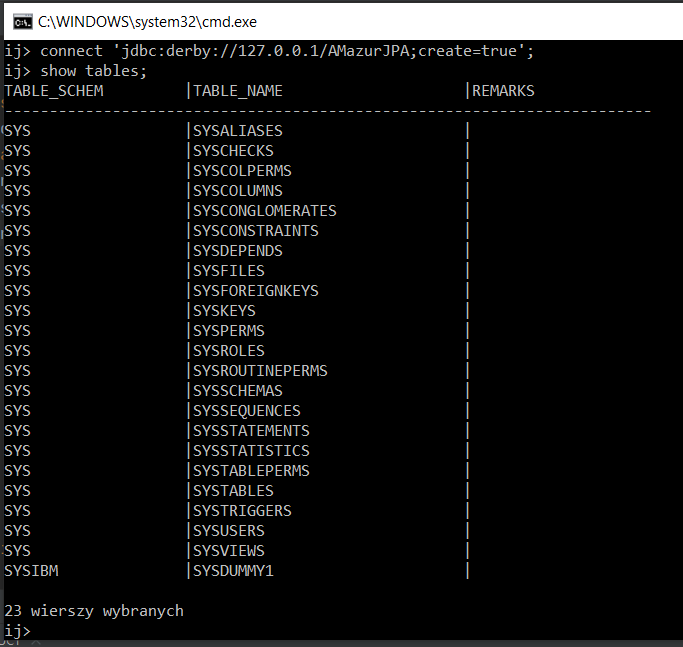 C:\WINDOWS\system32\cmd.exe
ij> connect 'jdbc:derby://127.0.0.1/AMazurJPA;create=true';
ij> show tables;
TABLE_SCHEM         |TABLE_NAME                    |REMARKS
------------------------------------------------------------------------
SYS                 |SYSALIASES                    |
SYS                 |SYSCHECKS                     |
SYS                 |SYSCOLPERMS                   |
SYS                 |SYSCOLUMNS                    |
SYS                 |SYSCONGLOMERATES              |
SYS                 |SYSCONSTRAINTS                |
SYS                 |SYSDEPENDS                    |
SYS                 |SYSFILES                      |
SYS                 |SYSFOREIGNKEYS                |
SYS                 |SYSKEYS                       |
SYS                 |SYSPERMS                      |
SYS                 |SYSROLES                      |
SYS                 |SYSROUTINEPERMS               |
SYS                 |SYSSCHEMAS                    |
SYS                 |SYSSEQUENCES                  |
SYS                 |SYSSTATEMENTS                 |
SYS                 |SYSSTATISTICS                 |
SYS                 |SYSTABLEPERMS                 |
SYS                 |SYSTABLES                     |
SYS                 |SYSTRIGGERS                   |
SYS                 |SYSUSERS                      |
SYS                 |SYSVIEWS                      |
SYSIBM              |SYSDUMMY1                     |
23 wierszy wybranych
ij>